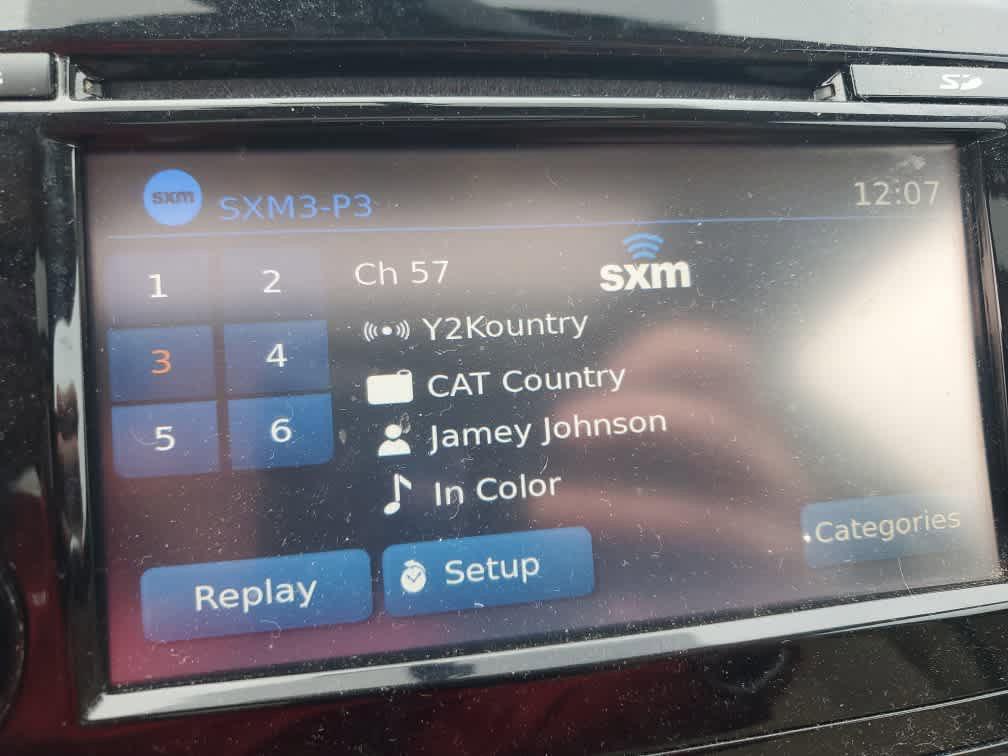 SD
sxm SXM3-P3 12:07
1 2 Ch 57 sxm
Y2Kountry
3 4 CAT Country
5 6 Jamey Johnson
In Color
Replay Setup Categories